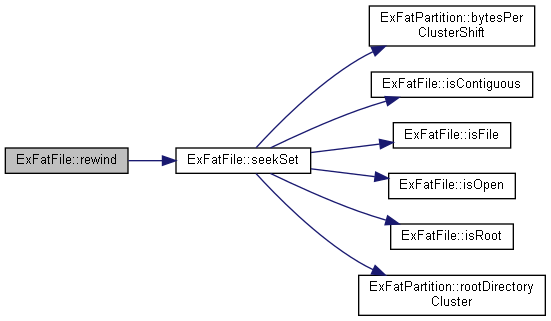 ExFatPartition::bytesPer
ClusterShift
ExFatFile::isContiguous
ExFatFile::isFile
ExFatFile::rewind
ExFatFile::seekSet
ExFatFile::isOpen
ExFatFile::isRoot
ExFatPartition::rootDirectory
Cluster